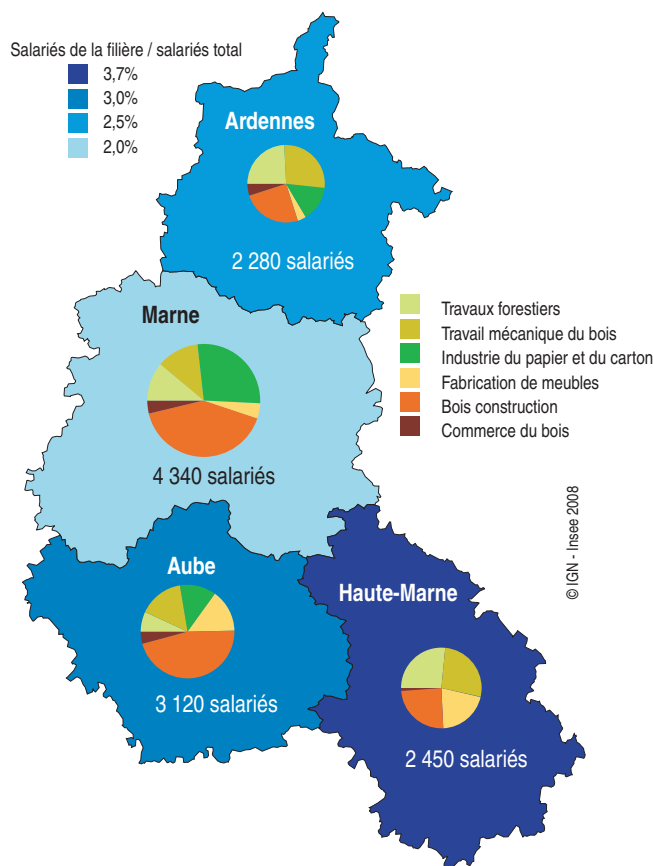 Salariés de la filière / salariés total
3,7%
3,0%
2,5%
2,0%
Ardennes
2 280 salariés
Marne
4 340 salariés
Travaux forestiers
Travail mécanique du bois
Industrie du papier et du carton
Fabrication de meubles
Bois construction
Commerce du bois
Aube
3 120 salariés
Haute-Marne
2 450 salariés
© IGN - Insee 2008